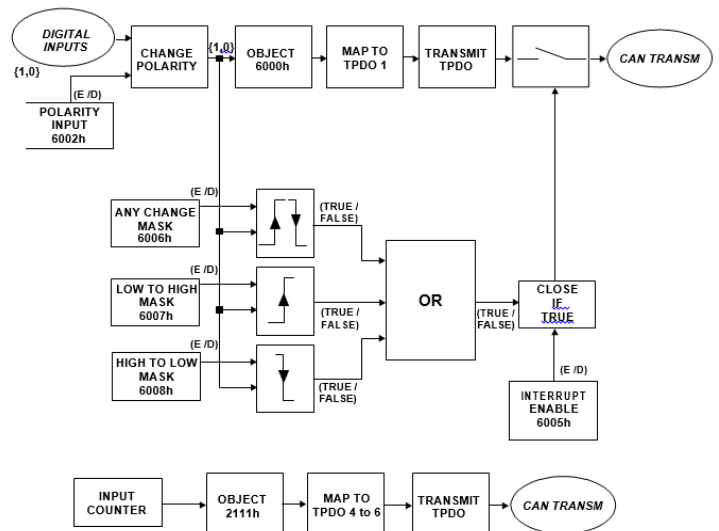 DIGITAL
INPUTS
{1,0}
(E /D)
POLARITY
INPUT
6002h
CHANGE
POLARITY
{1,0}
OBJECT
6000h
MAP TO
TPDO 1
TRANSMIT
TPDO
CAN TRANSM
(E /D)
ANY CHANGE
MASK
6006h
(TRUE /
FALSE)
(E /D)
LOW TO HIGH
MASK
6007h
(TRUE /
FALSE)
(E /D)
HIGH TO LOW
MASK
6008h
(TRUE /
FALSE)
OR
(TRUE /
FALSE)
CLOSE
IF
TRUE
(E /D)
INTERRUPT
ENABLE
6005h
INPUT
COUNTER
OBJECT
2111h
MAP TO
TPDO 4 to 6
TRANSMIT
TPDO
CAN TRANSM